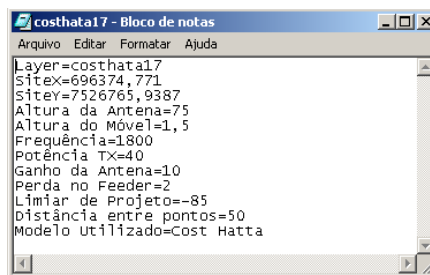 costhata17 - Bloco de notas
Arquivo Editar Formatar Ajuda
Layer=costhata17
SiteX=696374,771
SiteY=7526765,9387
Altura da Antena=75
Altura do Móvel=1,5
Frequência=1800
Potência TX=40
Ganho da Antena=10
Perda no Feeder=2
Limiar de Projeto=-85
Distância entre pontos=50
Modelo Utilizado=Cost Hatta